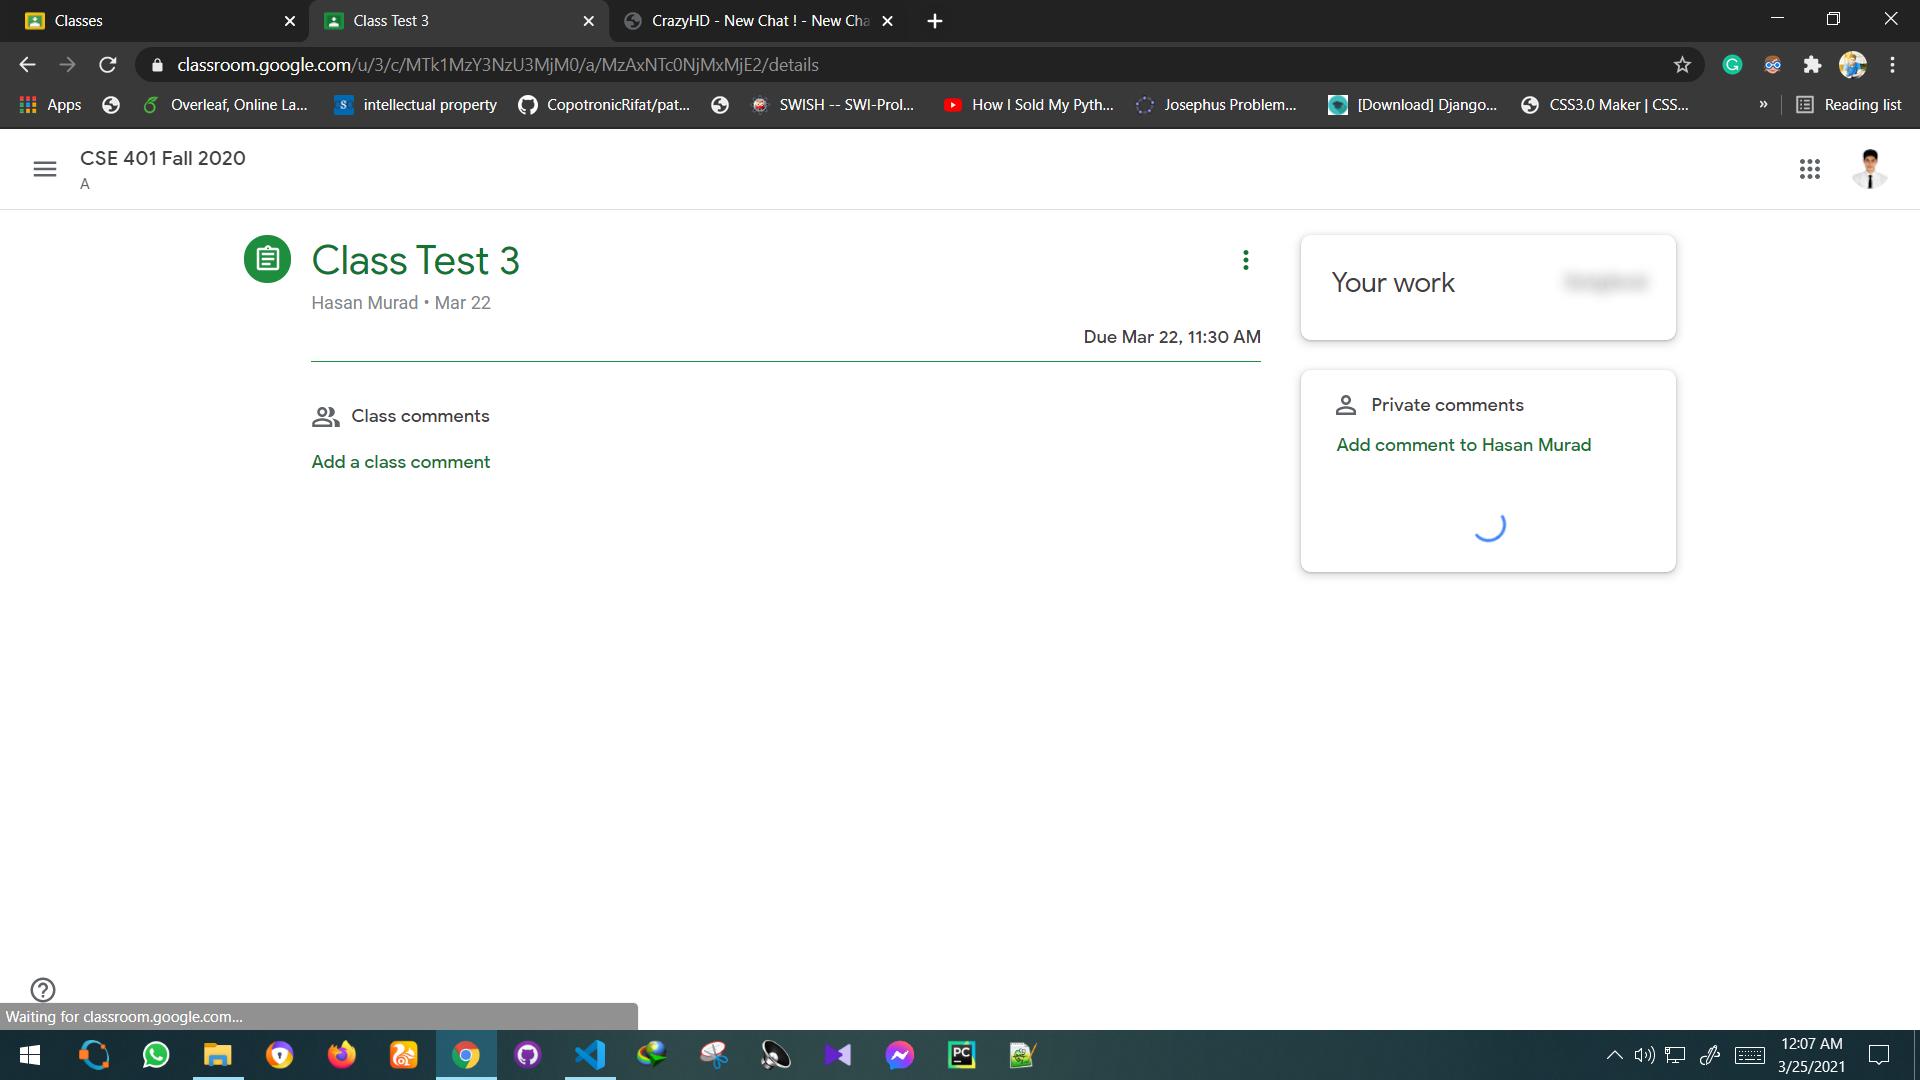 Classes
Class Test 3
CrazyHD - New Chat ! - New Cha
classroom.google.com/u/3/c/MTk1MzY3NzU3MjM0/a/MzAxNTc0NjMxMjE2/details
Apps
Overleaf, Online La...
intellectual property
CopotronicRifat/pat...
SWISH -- SWI-Prol...
How I Sold My Pyth...
Josephus Problem...
[Download] Django...
CSS3.0 Maker | CSS...
»
Reading list
CSE 401 Fall 2020
A
Class Test 3
Hasan Murad • Mar 22
Due Mar 22, 11:30 AM
Class comments
Add a class comment
Your work
Private comments
Add comment to Hasan Murad
Waiting for classroom.google.com...
12:07 AM
3/25/2021